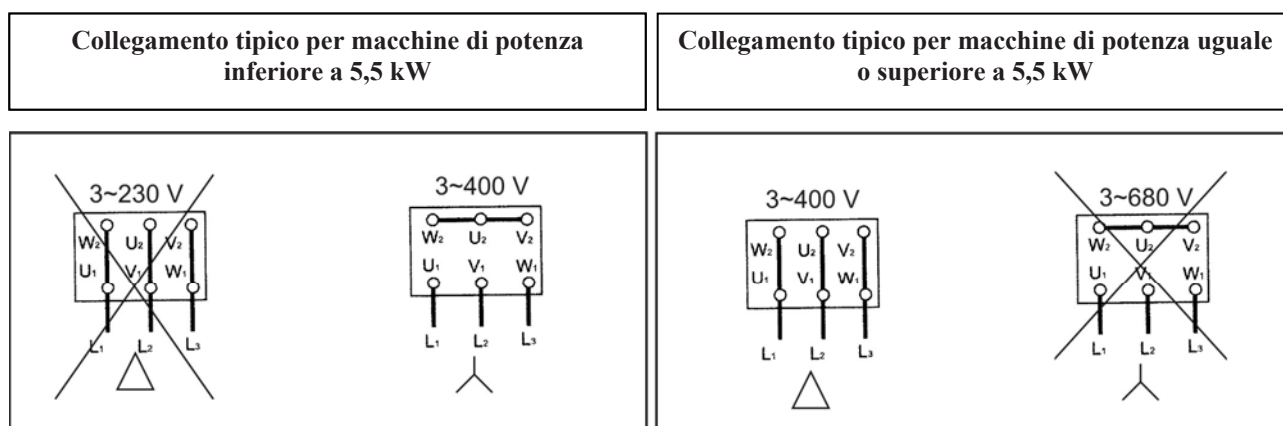 Collegamento tipico per macchine di potenza
inferiore a 5,5 kW
Collegamento tipico per macchine di potenza uguale
o superiore a 5,5 kW
3~230 V
W2 U2 V2
U1 V1 W1
L1 L2 L3
3~400 V
W2 U2 V2
U1 V1 W1
L1 L2 L3
3~400 V
W2 U2 V2
U1 V1 W1
L1 L2 L3
3~680 V
W2 U2 V2
U1 V1 W1
L1 L2 L3